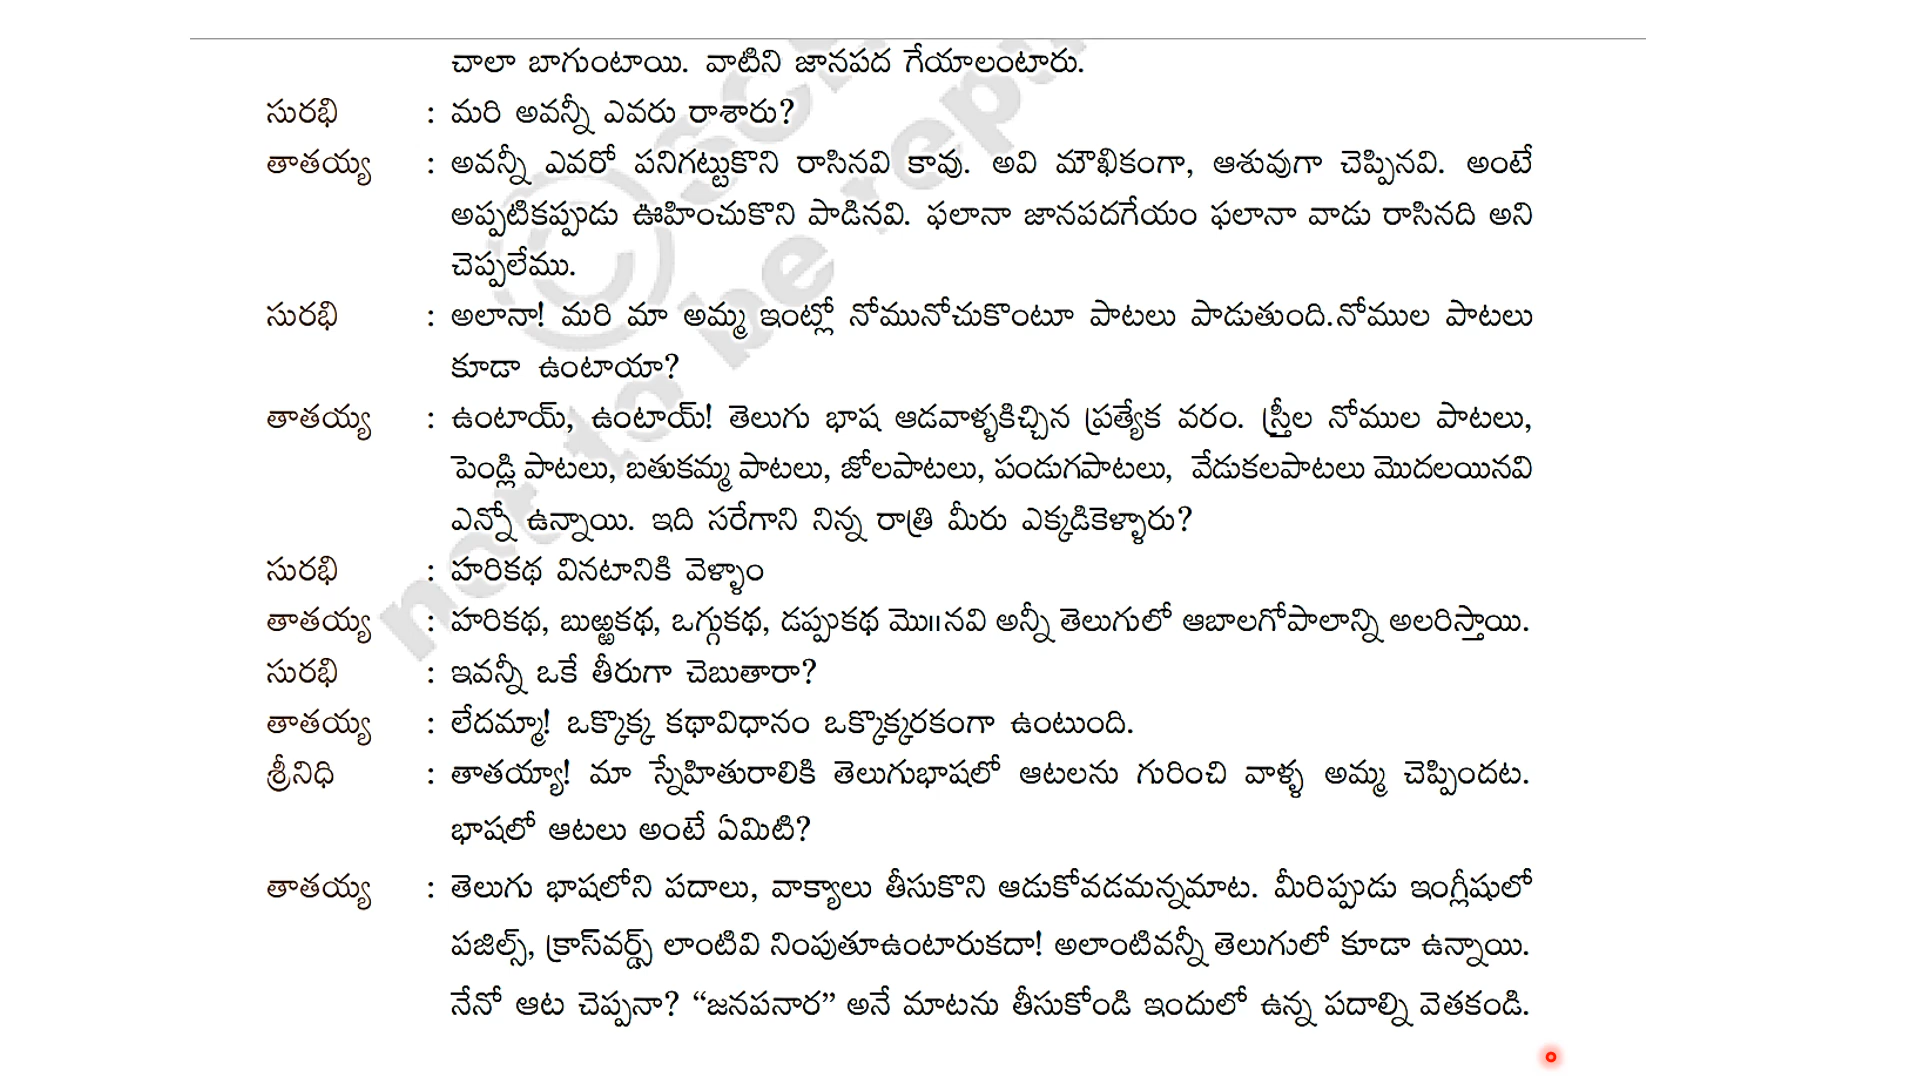 చాలా బాగుంటాయి. వాటిని జానపద గేయాలంటారు.
సురభి : మరి అవన్నీ ఎవరు రాశారు?
తాతయ్య : అవన్నీ ఎవరో పనిగట్టుకొని రాసినవి కావు. అవి మౌఖికంగా, ఆశువుగా చెప్పినవి. అంటే
అప్పటికప్పుడు ఊహించుకొని పాడినవి. ఫలానా జానపదగేయం ఫలానా వాడు రాసినది అని
చెప్పలేము.
సురభి : అలానా! మరి మా అమ్మ ఇంట్లో నోమునోచుకొంటూ పాటలు పాడుతుంది.నోముల పాటలు
కూడా ఉంటాయా?
తాతయ్య : ఉంటాయ్, ఉంటాయ్! తెలుగు భాష ఆడవాళ్ళకిచ్చిన ప్రత్యేక వరం. స్త్రీల నోముల పాటలు,
పెండ్లి పాటలు, బతుకమ్మ పాటలు, జోలపాటలు, పండుగపాటలు, వేడుకలపాటలు మొదలయినవి
ఎన్నో ఉన్నాయి. ఇది సరేగాని నిన్న రాత్రి మీరు ఎక్కడికెళ్ళారు?
సురభి : హరికథ వినటానికి వెళ్ళాం
తాతయ్య : హరికథ, బుఱ్ఱకథ, ఒగ్గుకథ, డప్పుకథ మొ॥నవి అన్నీ తెలుగులో ఆబాలగోపాలాన్ని అలరిస్తాయి.
సురభి : ఇవన్నీ ఒకే తీరుగా చెబుతారా?
తాతయ్య : లేదమ్మా! ఒక్కొక్క కథావిధానం ఒక్కొక్కరకంగా ఉంటుంది.
శ్రీనిధి : తాతయ్యా! మా స్నేహితురాలికి తెలుగుభాషలో ఆటలను గురించి వాళ్ళ అమ్మ చెప్పిందట.
భాషలో ఆటలు అంటే ఏమిటి?
తాతయ్య : తెలుగు భాషలోని పదాలు, వాక్యాలు తీసుకొని ఆడుకోవడమన్నమాట. మీరిప్పుడు ఇంగ్లీషులో
పజిల్స్, క్రాస్‌వర్డ్స్ లాంటివి నింపుతూఉంటారుకదా! అలాంటివన్నీ తెలుగులో కూడా ఉన్నాయి.
నేనో ఆట చెప్పనా? “జనపనార” అనే మాటను తీసుకోండి ఇందులో ఉన్న పదాల్ని వెతకండి.
not to be